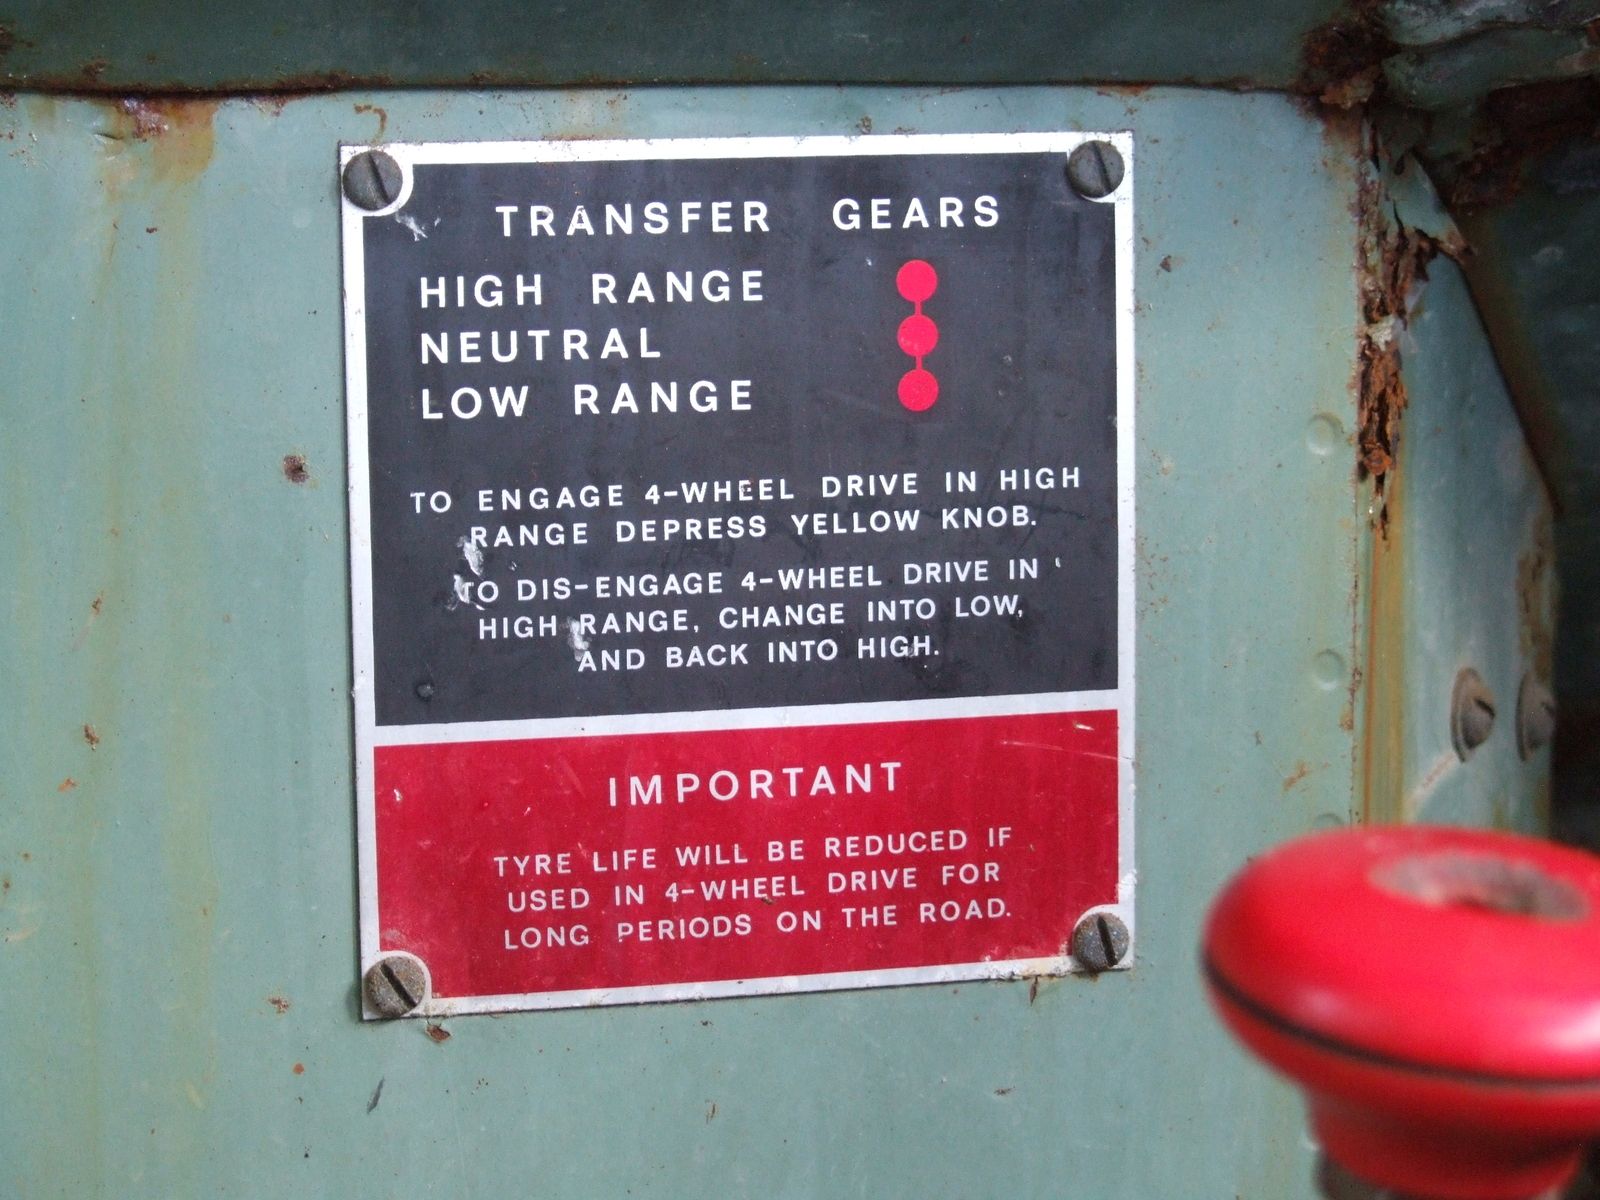 TRANSFER GEARS
HIGH RANGE
NEUTRAL
LOW RANGE
TO ENGAGE 4-WHEEL DRIVE IN HIGH
RANGE DEPRESS YELLOW KNOB.
TO DIS-ENGAGE 4-WHEEL DRIVE IN
HIGH RANGE, CHANGE INTO LOW,
AND BACK INTO HIGH.
IMPORTANT
TYRE LIFE WILL BE REDUCED IF
USED IN 4-WHEEL DRIVE FOR
LONG PERIODS ON THE ROAD.